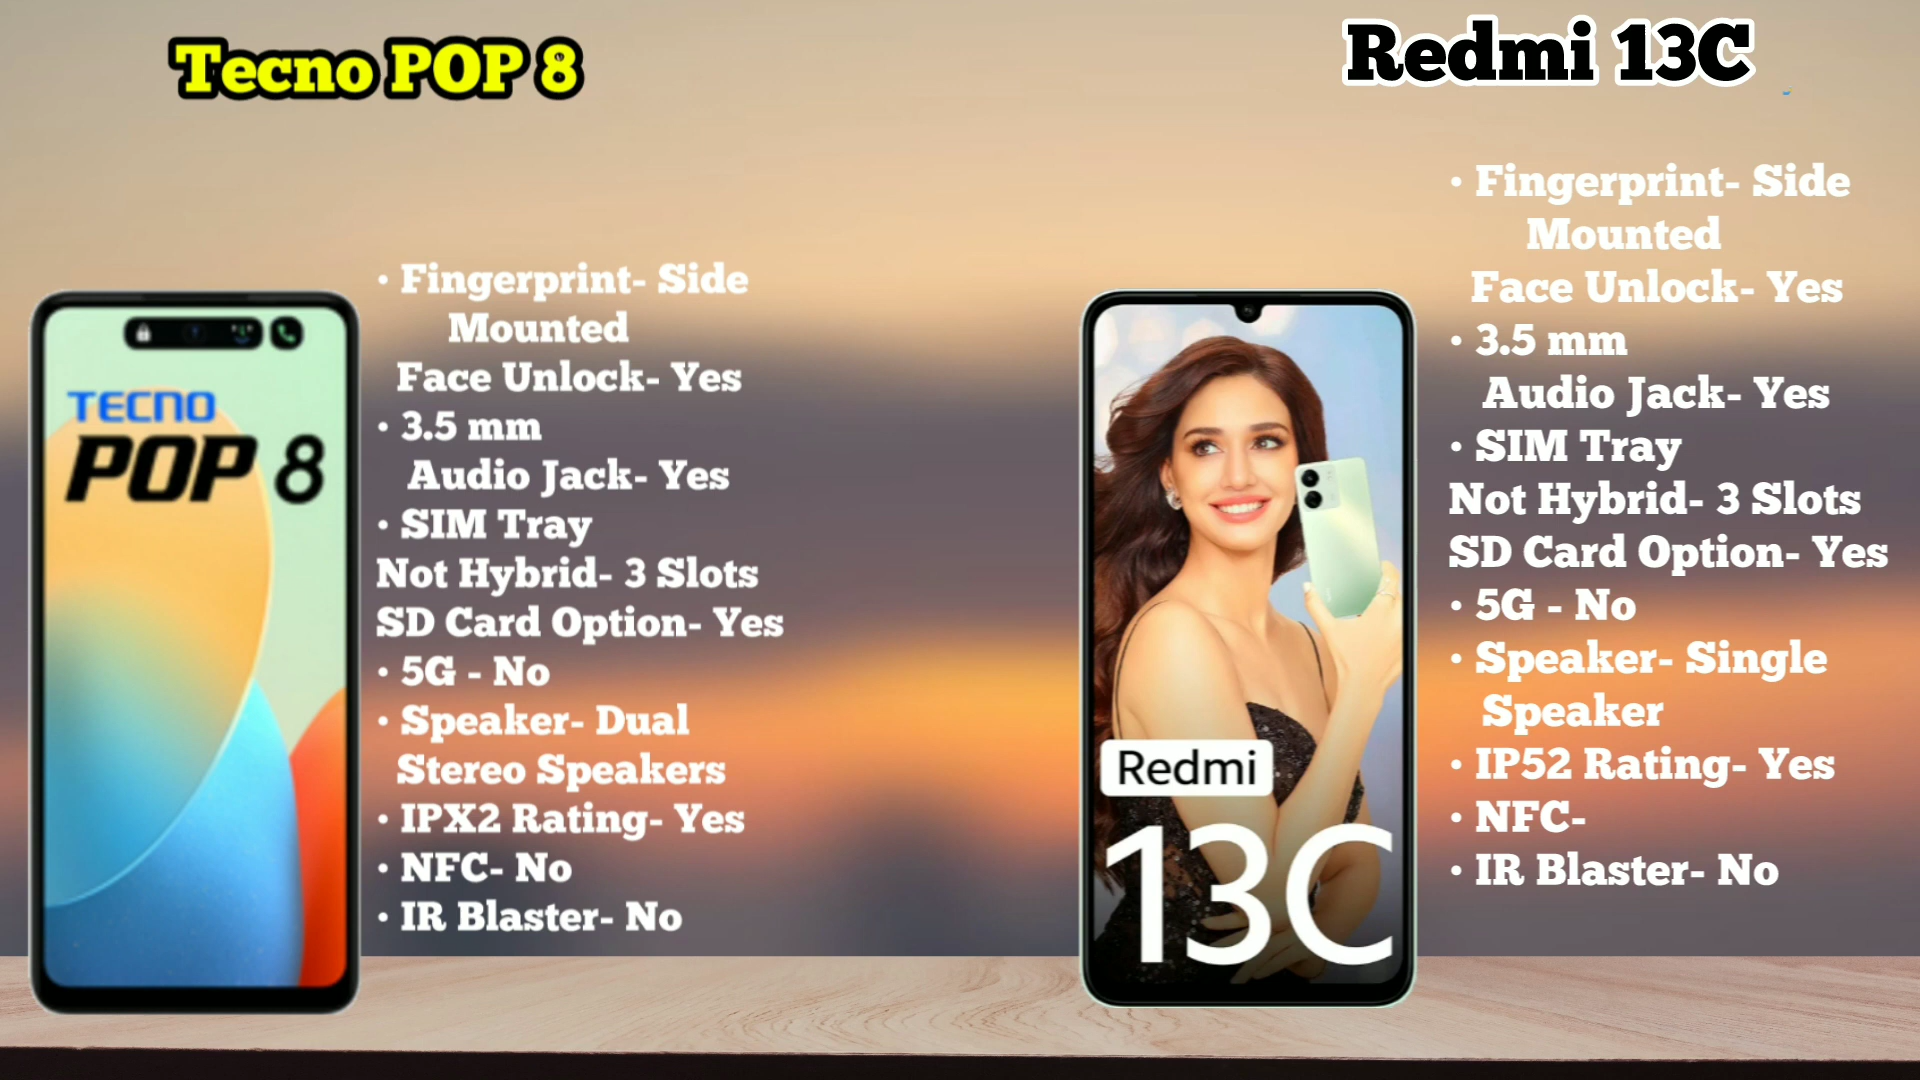 Tecno POP 8
• Fingerprint- Side
Mounted
Face Unlock- Yes
• 3.5 mm
Audio Jack- Yes
• SIM Tray
Not Hybrid- 3 Slots
SD Card Option- Yes
• 5G - No
• Speaker- Dual
Stereo Speakers
• IPX2 Rating- Yes
• NFC- No
• IR Blaster- No
TECNO
POP 8
Redmi 13C
• Fingerprint- Side
Mounted
Face Unlock- Yes
• 3.5 mm
Audio Jack- Yes
• SIM Tray
Not Hybrid- 3 Slots
SD Card Option- Yes
• 5G - No
• Speaker- Single
Speaker
• IP52 Rating- Yes
• NFC-
• IR Blaster- No
Redmi
13C